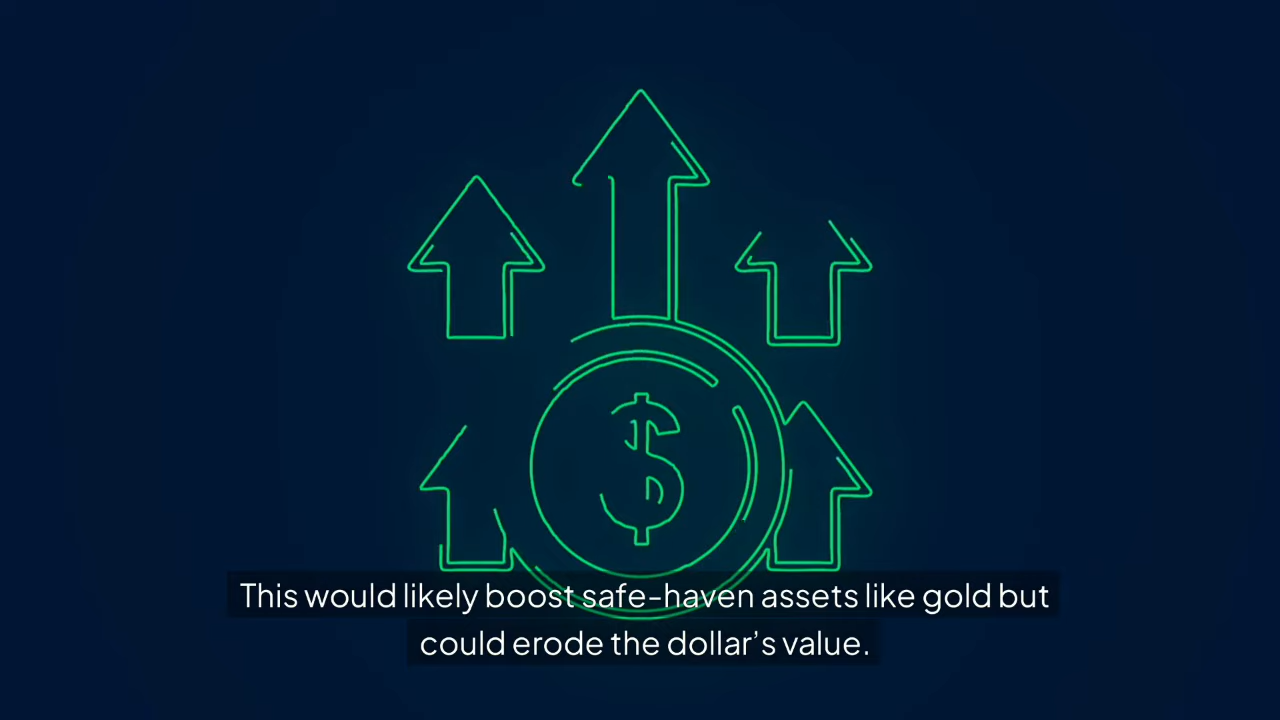 $
This would likely boost safe-haven assets like gold but
could erode the dollar’s value.